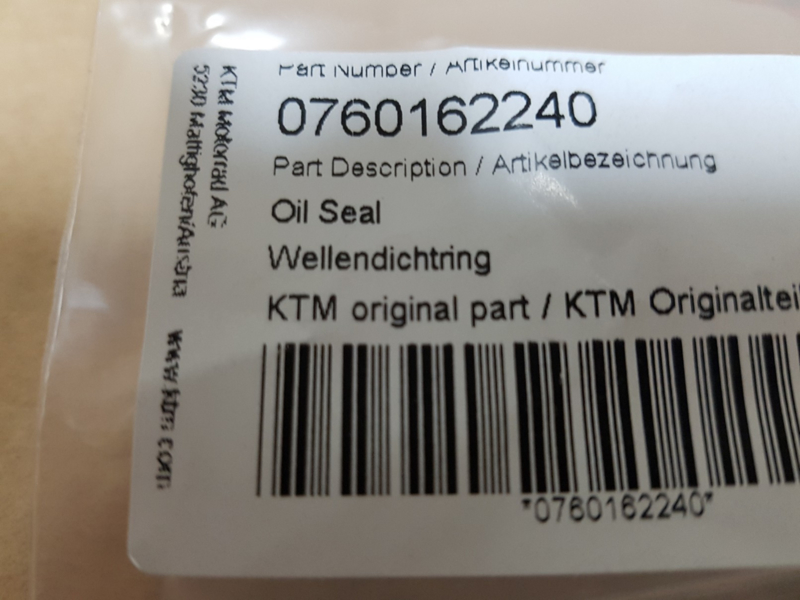 Part Number / Artikelnummer
0760162240
Part Description / Artikelbezeichnung
Oil Seal
Wellendichtring
KTM original part / KTM Originalteil
*0760162240*
KTM Motorrad AG
5230 Mattighofen/Austria www.ktm.com